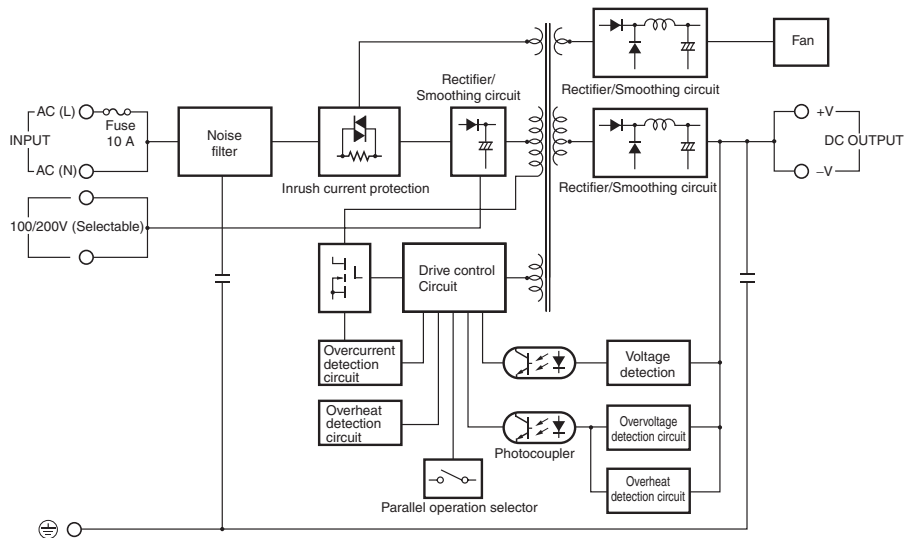 Fan
Rectifier/Smoothing circuit
Rectifier/
Smoothing circuit
AC (L)
Fuse
10 A
INPUT
AC (N)
Noise
filter
Inrush current protection
+V
DC OUTPUT
–V
Rectifier/Smoothing circuit
100/200V (Selectable)
Drive control
Circuit
Overcurrent
detection
circuit
Voltage
detection
Overheat
detection
circuit
Overvoltage
detection circuit
Photocoupler
Overheat
detection circuit
Parallel operation selector